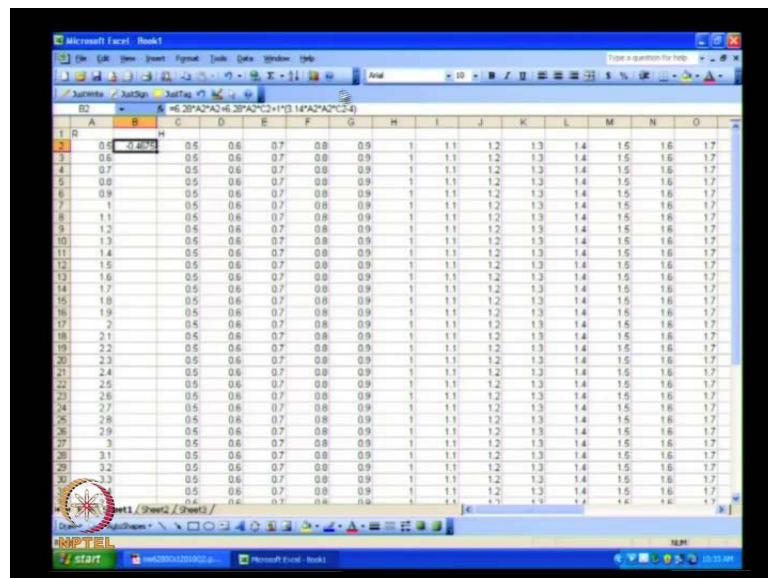 Microsoft Excel - Book1
File Edit View Insert Format Tools Data Window Help Type a question for help
Arial 10 B I U
JustWrite JustSign JustTag
B2 fx =6.28*A2*A2+6.28*A2*C2+1*(3.14*A2*A2*C2-4)
A B C D E F G H I J K L M N O
1 R H
2 0.5 -0.4675 0.5 0.6 0.7 0.8 0.9 1 1.1 1.2 1.3 1.4 1.5 1.6 1.7
3 0.6 0.5 0.6 0.7 0.8 0.9 1 1.1 1.2 1.3 1.4 1.5 1.6 1.7
4 0.7 0.5 0.6 0.7 0.8 0.9 1 1.1 1.2 1.3 1.4 1.5 1.6 1.7
5 0.8 0.5 0.6 0.7 0.8 0.9 1 1.1 1.2 1.3 1.4 1.5 1.6 1.7
6 0.9 0.5 0.6 0.7 0.8 0.9 1 1.1 1.2 1.3 1.4 1.5 1.6 1.7
7 1 0.5 0.6 0.7 0.8 0.9 1 1.1 1.2 1.3 1.4 1.5 1.6 1.7
8 1.1 0.5 0.6 0.7 0.8 0.9 1 1.1 1.2 1.3 1.4 1.5 1.6 1.7
9 1.2 0.5 0.6 0.7 0.8 0.9 1 1.1 1.2 1.3 1.4 1.5 1.6 1.7
10 1.3 0.5 0.6 0.7 0.8 0.9 1 1.1 1.2 1.3 1.4 1.5 1.6 1.7
11 1.4 0.5 0.6 0.7 0.8 0.9 1 1.1 1.2 1.3 1.4 1.5 1.6 1.7
12 1.5 0.5 0.6 0.7 0.8 0.9 1 1.1 1.2 1.3 1.4 1.5 1.6 1.7
13 1.6 0.5 0.6 0.7 0.8 0.9 1 1.1 1.2 1.3 1.4 1.5 1.6 1.7
14 1.7 0.5 0.6 0.7 0.8 0.9 1 1.1 1.2 1.3 1.4 1.5 1.6 1.7
15 1.8 0.5 0.6 0.7 0.8 0.9 1 1.1 1.2 1.3 1.4 1.5 1.6 1.7
16 1.9 0.5 0.6 0.7 0.8 0.9 1 1.1 1.2 1.3 1.4 1.5 1.6 1.7
17 2 0.5 0.6 0.7 0.8 0.9 1 1.1 1.2 1.3 1.4 1.5 1.6 1.7
18 2.1 0.5 0.6 0.7 0.8 0.9 1 1.1 1.2 1.3 1.4 1.5 1.6 1.7
19 2.2 0.5 0.6 0.7 0.8 0.9 1 1.1 1.2 1.3 1.4 1.5 1.6 1.7
20 2.3 0.5 0.6 0.7 0.8 0.9 1 1.1 1.2 1.3 1.4 1.5 1.6 1.7
21 2.4 0.5 0.6 0.7 0.8 0.9 1 1.1 1.2 1.3 1.4 1.5 1.6 1.7
22 2.5 0.5 0.6 0.7 0.8 0.9 1 1.1 1.2 1.3 1.4 1.5 1.6 1.7
23 2.6 0.5 0.6 0.7 0.8 0.9 1 1.1 1.2 1.3 1.4 1.5 1.6 1.7
24 2.7 0.5 0.6 0.7 0.8 0.9 1 1.1 1.2 1.3 1.4 1.5 1.6 1.7
25 2.8 0.5 0.6 0.7 0.8 0.9 1 1.1 1.2 1.3 1.4 1.5 1.6 1.7
26 2.9 0.5 0.6 0.7 0.8 0.9 1 1.1 1.2 1.3 1.4 1.5 1.6 1.7
27 3 0.5 0.6 0.7 0.8 0.9 1 1.1 1.2 1.3 1.4 1.5 1.6 1.7
28 3.1 0.5 0.6 0.7 0.8 0.9 1 1.1 1.2 1.3 1.4 1.5 1.6 1.7
29 3.2 0.5 0.6 0.7 0.8 0.9 1 1.1 1.2 1.3 1.4 1.5 1.6 1.7
30 3.3 0.5 0.6 0.7 0.8 0.9 1 1.1 1.2 1.3 1.4 1.5 1.6 1.7
0.5 0.6 0.7 0.8 0.9 1 1.1 1.2 1.3 1.4 1.5 1.6 1.7
Sheet2 / Sheet3
AutoShapes
NPTEL
NUM
start Microsoft Excel - Book1 10:35 AM